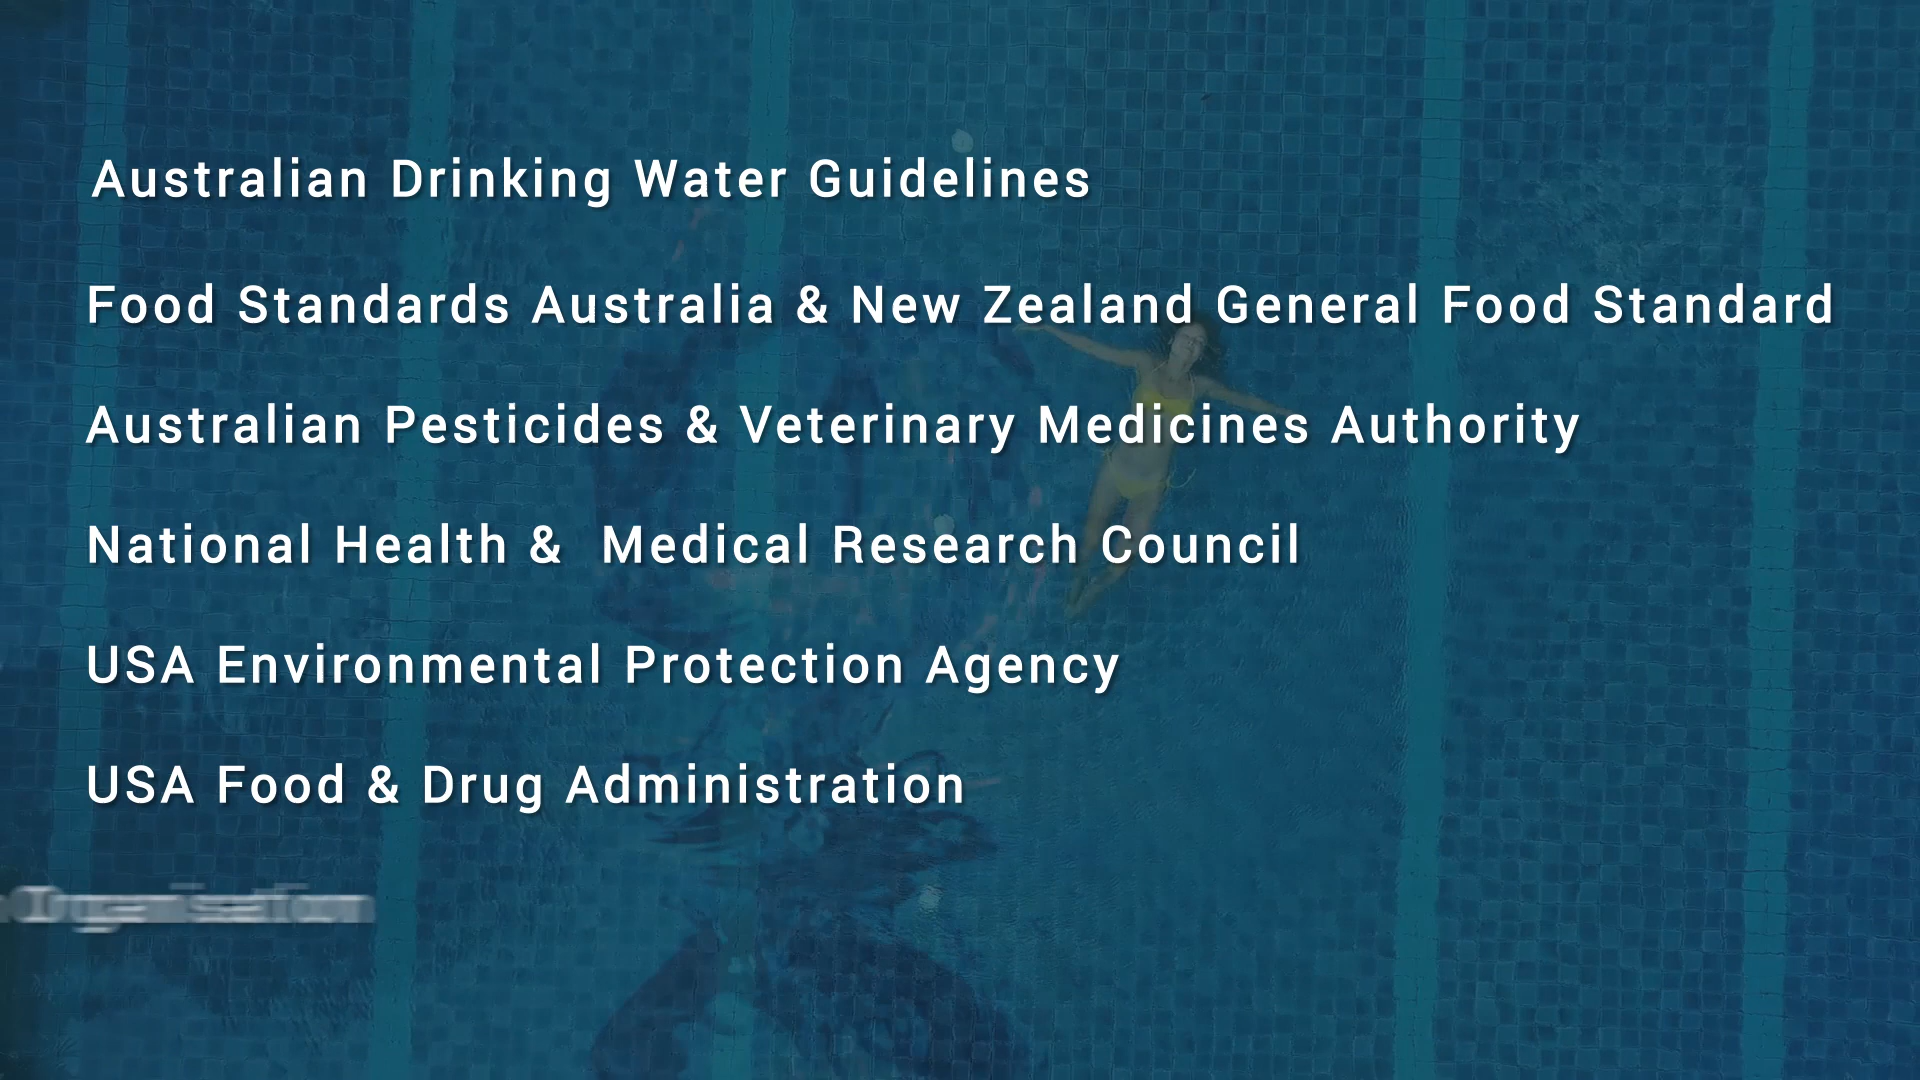 Australian Drinking Water Guidelines
Food Standards Australia & New Zealand General Food Standard
Australian Pesticides & Veterinary Medicines Authority
National Health & Medical Research Council
USA Environmental Protection Agency
USA Food & Drug Administration
Organisation